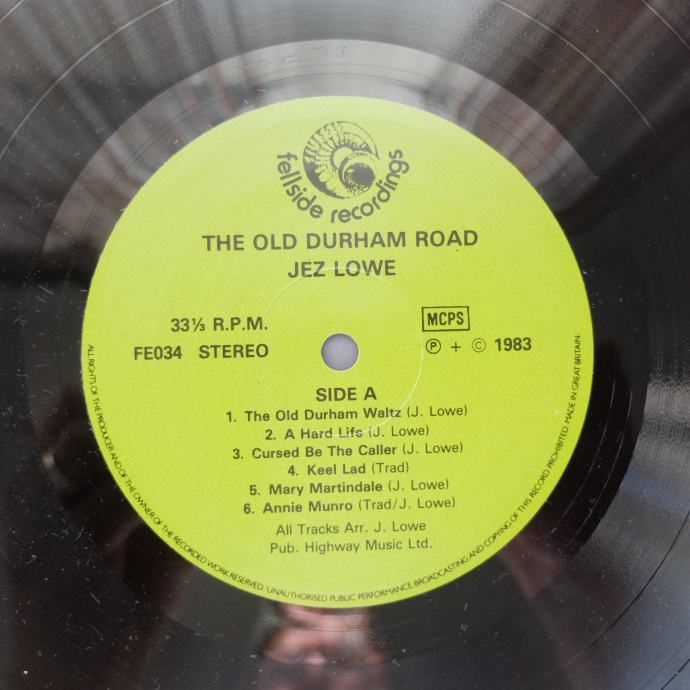 fellside recordings
THE OLD DURHAM ROAD
JEZ LOWE
33⅓ R.P.M.
FE034 STEREO
MCPS
Ⓟ + © 1983
SIDE A
1. The Old Durham Waltz (J. Lowe)
2. A Hard Life (J. Lowe)
3. Cursed Be The Caller (J. Lowe)
4. Keel Lad (Trad)
5. Mary Martindale (J. Lowe)
6. Annie Munro (Trad/J. Lowe)
All Tracks Arr. J. Lowe
Pub. Highway Music Ltd.
ALL RIGHTS OF THE PRODUCER AND OF THE OWNER OF THE RECORDED WORK RESERVED. UNAUTHORISED PUBLIC PERFORMANCE, BROADCASTING AND COPYING OF THIS RECORD PROHIBITED. MADE IN GREAT BRITAIN.